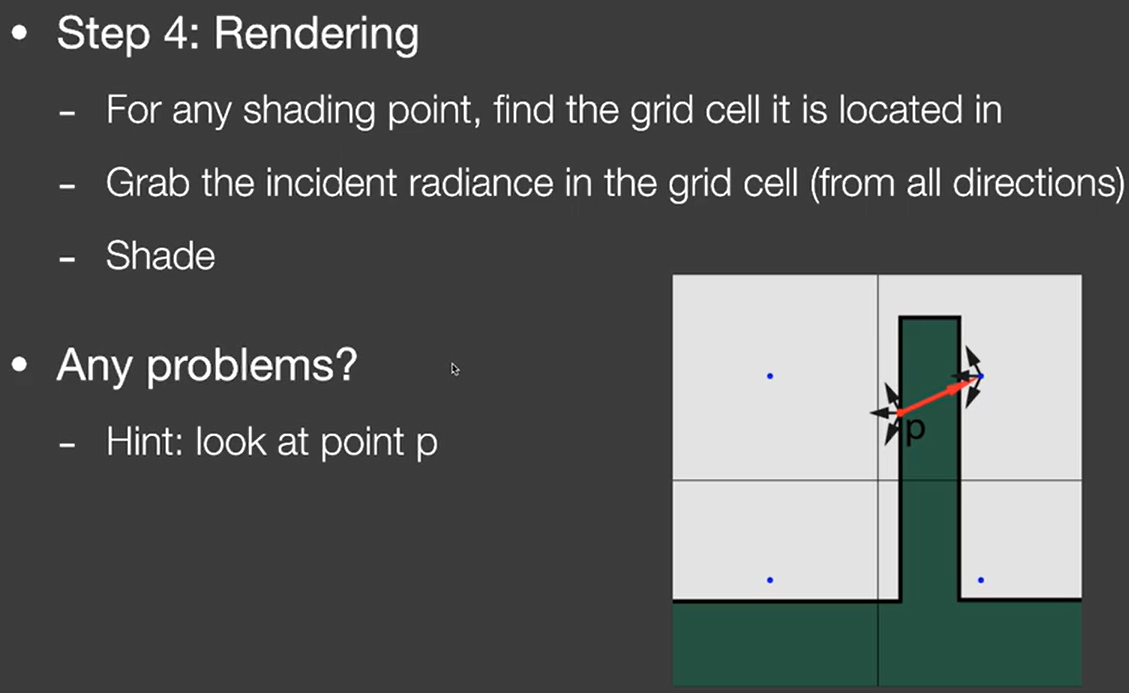 • Step 4: Rendering
- For any shading point, find the grid cell it is located in
- Grab the incident radiance in the grid cell (from all directions)
- Shade
• Any problems?
- Hint: look at point p
p